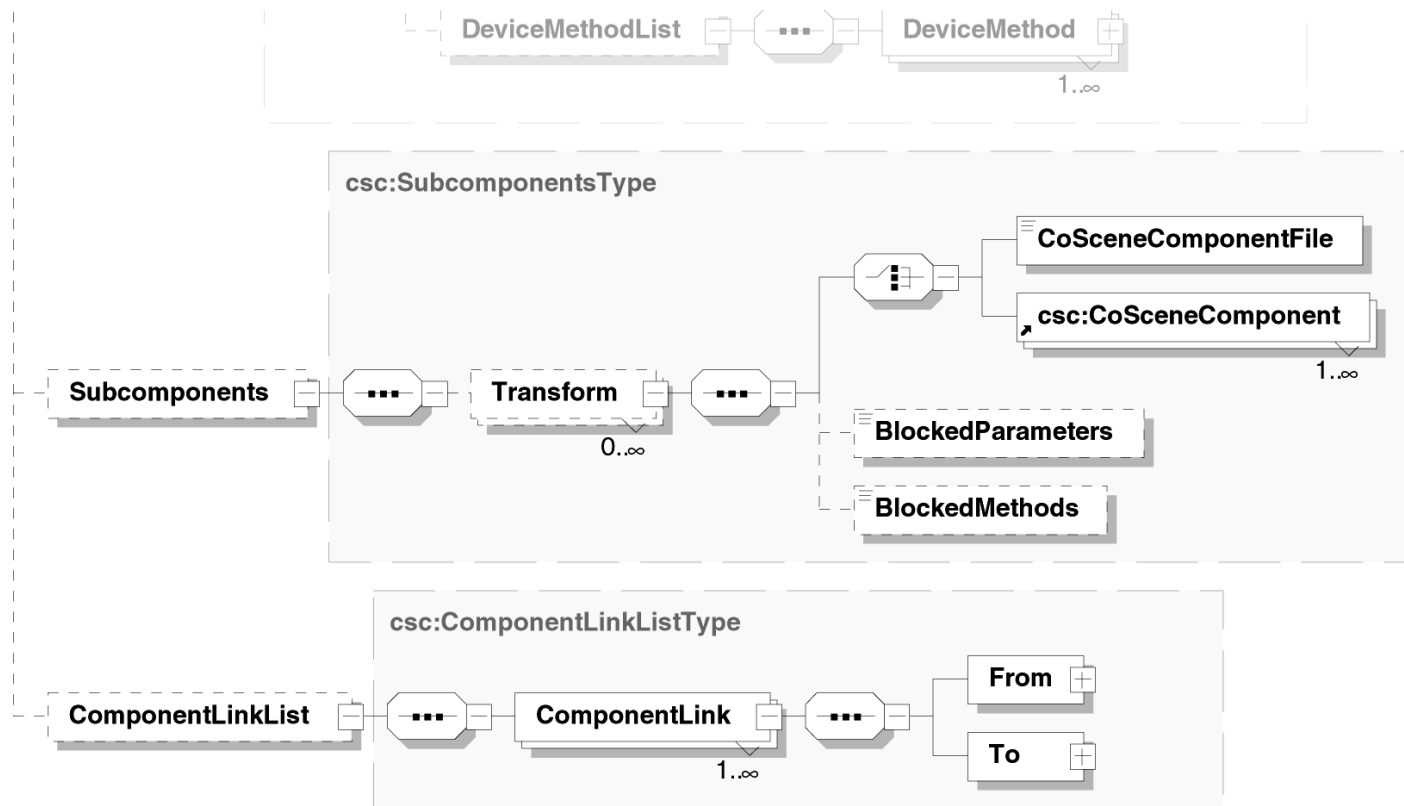 DeviceMethodList
DeviceMethod
1..∞
csc:SubcomponentsType
CoSceneComponentFile
csc:CoSceneComponent
1..∞
Subcomponents
Transform
0..∞
BlockedParameters
BlockedMethods
csc:ComponentLinkListType
From
ComponentLinkList
ComponentLink
1..∞
To